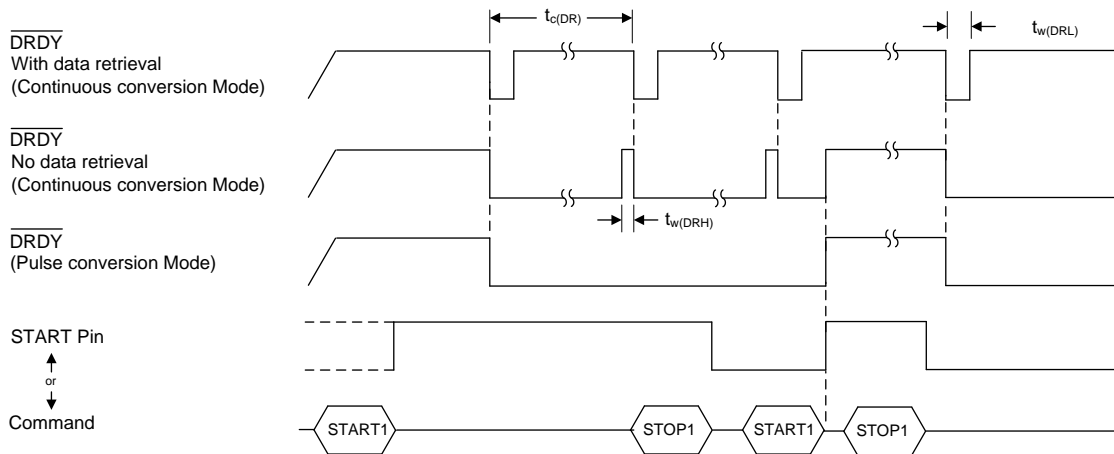 t_c(DR)
t_w(DRL)
DRDY
With data retrieval
(Continuous conversion Mode)
DRDY
No data retrieval
(Continuous conversion Mode)
t_w(DRH)
DRDY
(Pulse conversion Mode)
START Pin
or
Command
START1
STOP1
START1
STOP1